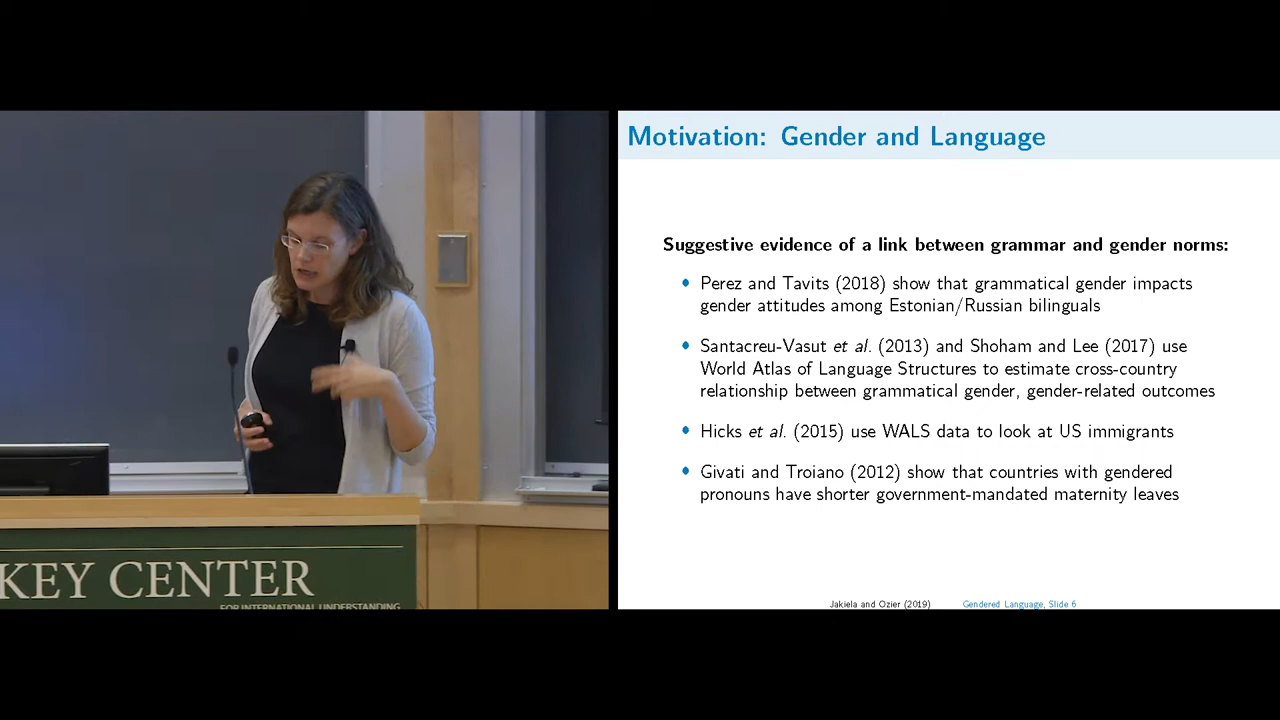 Motivation: Gender and Language
Suggestive evidence of a link between grammar and gender norms:
Perez and Tavits (2018) show that grammatical gender impacts
gender attitudes among Estonian/Russian bilinguals
Santacreu-Vasut et al. (2013) and Shoham and Lee (2017) use
World Atlas of Language Structures to estimate cross-country
relationship between grammatical gender, gender-related outcomes
Hicks et al. (2015) use WALS data to look at US immigrants
Givati and Troiano (2012) show that countries with gendered
pronouns have shorter government-mandated maternity leaves
Jakiela and Ozier (2019) Gendered Language, Slide 6
KEY CENTER
FOR INTERNATIONAL UNDERSTANDING